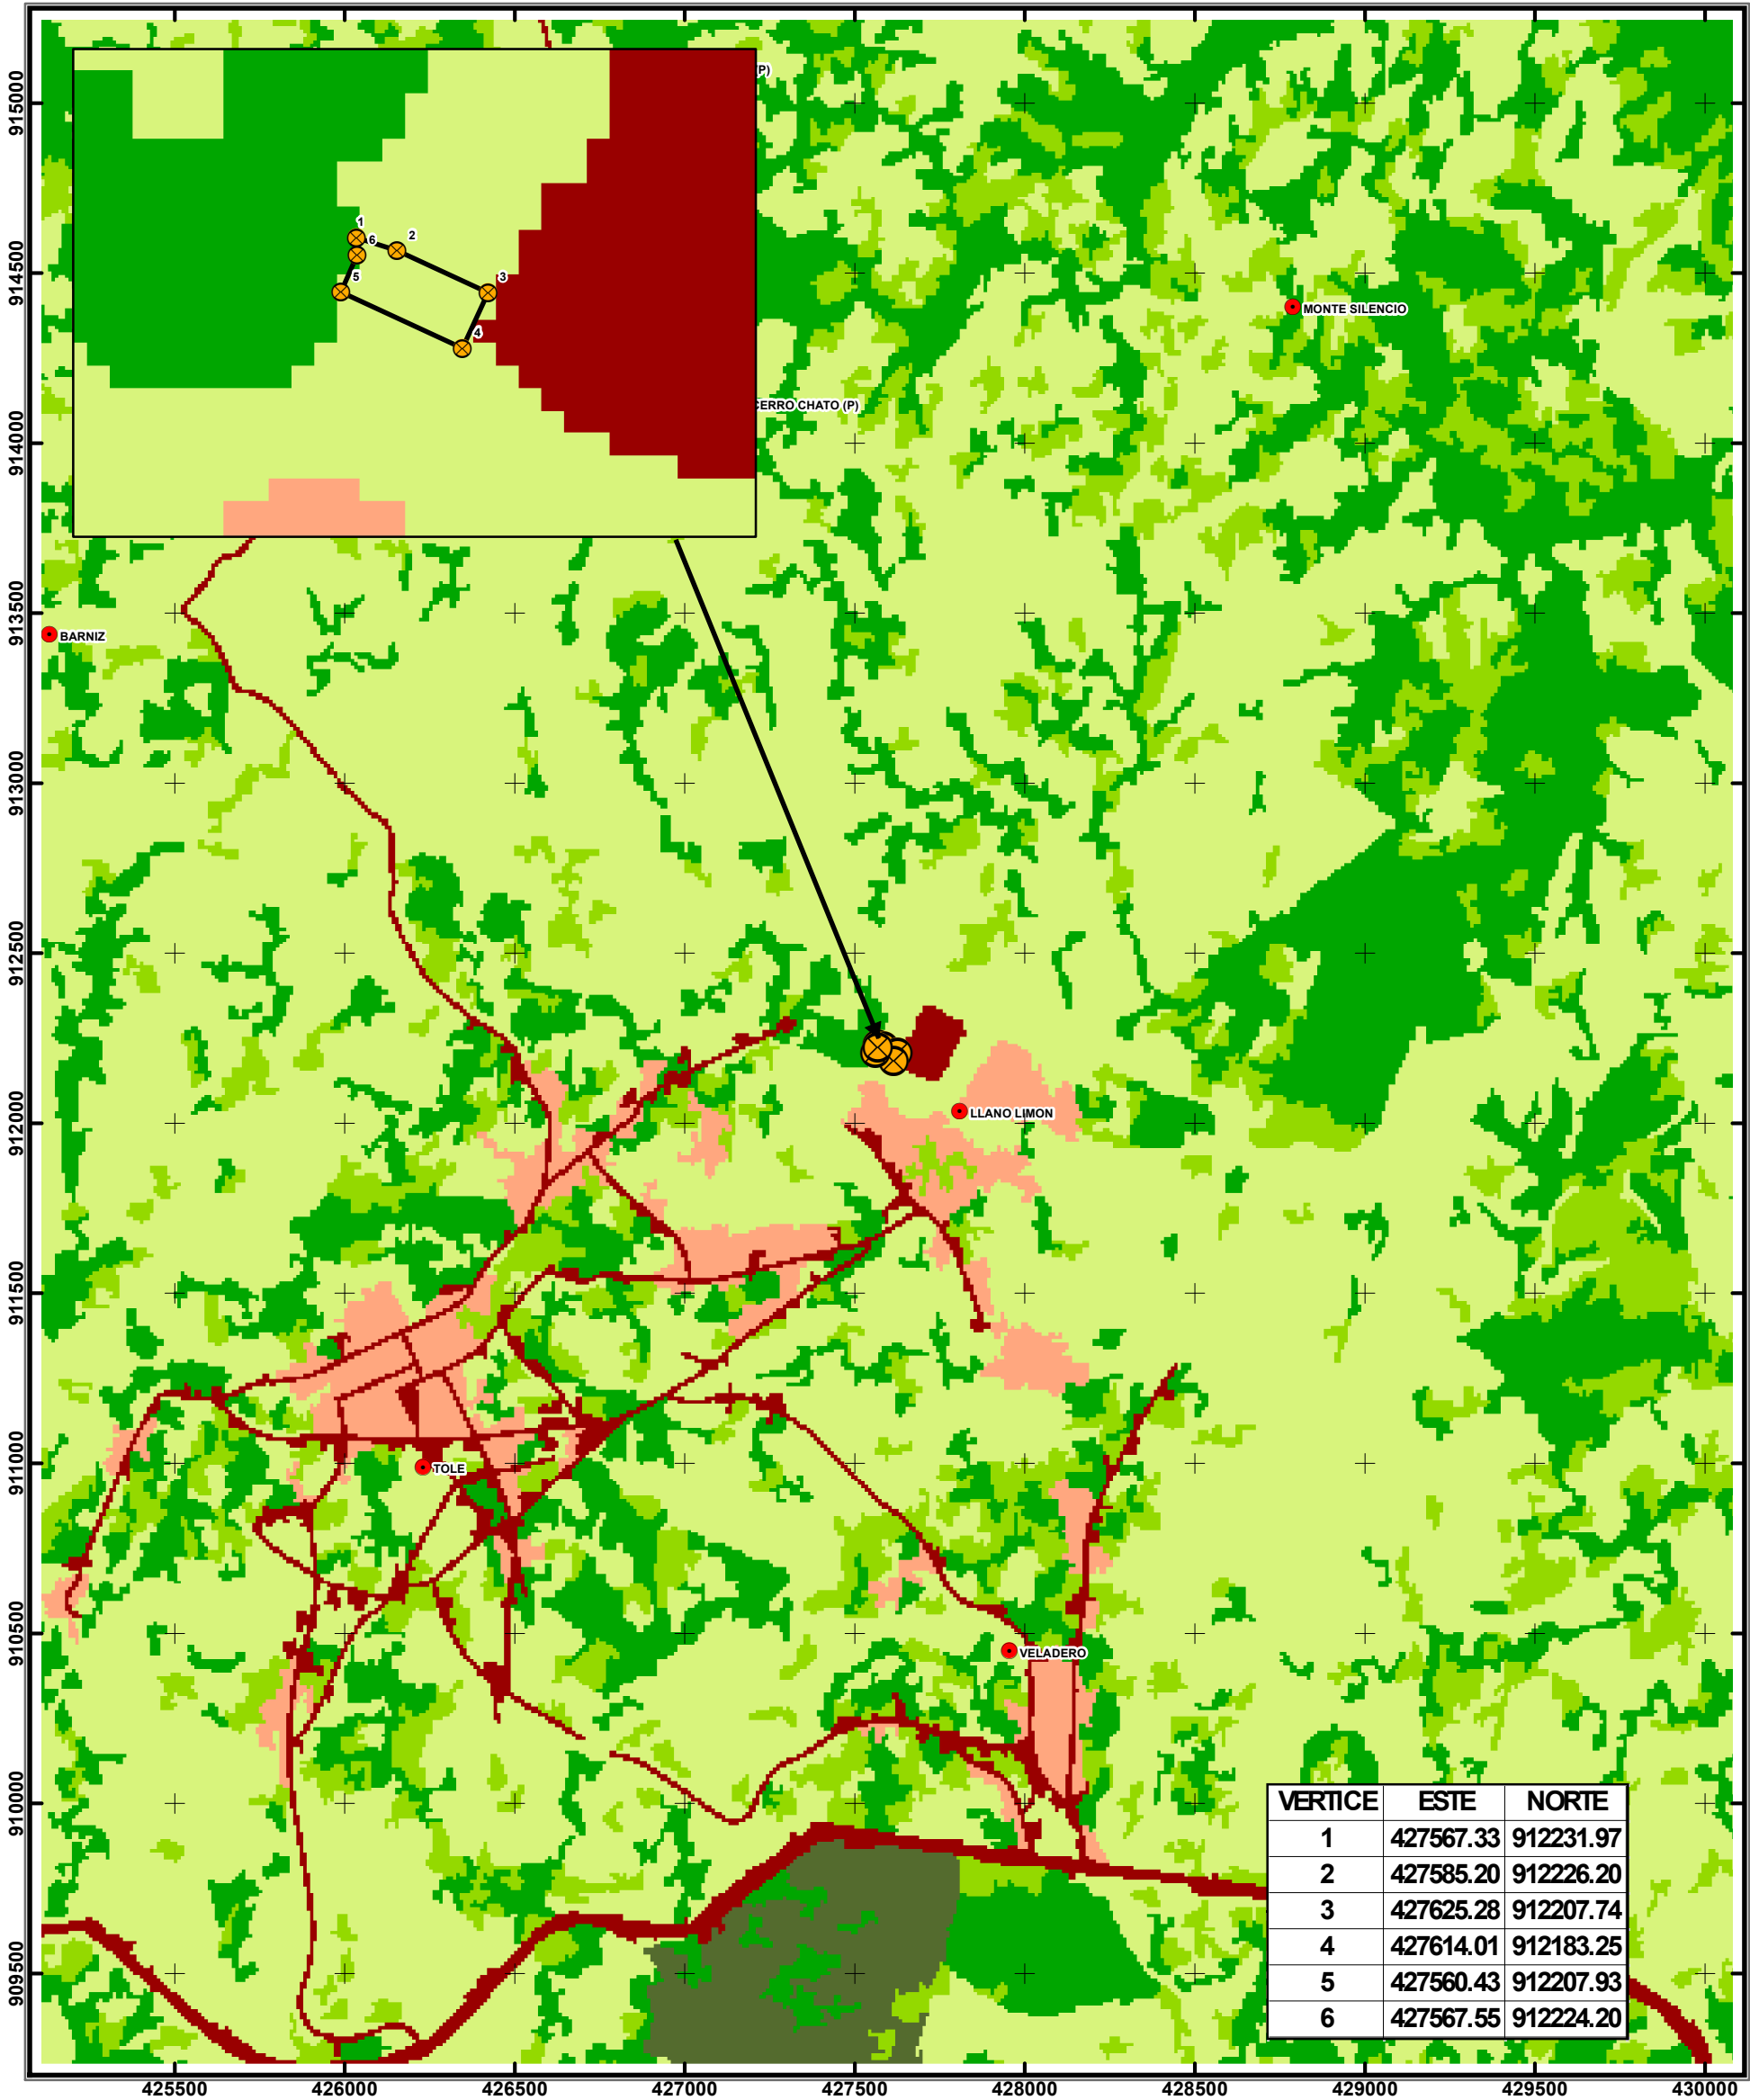 (P)
1
6
2
5
3
4
MONTE SILENCIO
CERRO CHATO (P)
BARNIZ
LLANO LIMON
TOLE
VELADERO
915000
914500
914000
913500
913000
912500
912000
911500
911000
910500
910000
909500
VERTICE ESTE NORTE
1 427567.33 912231.97
2 427585.20 912226.20
3 427625.28 912207.74
4 427614.01 912183.25
5 427560.43 912207.93
6 427567.55 912224.20
425500 426000 426500 427000 427500 428000 428500 429000 429500 430000